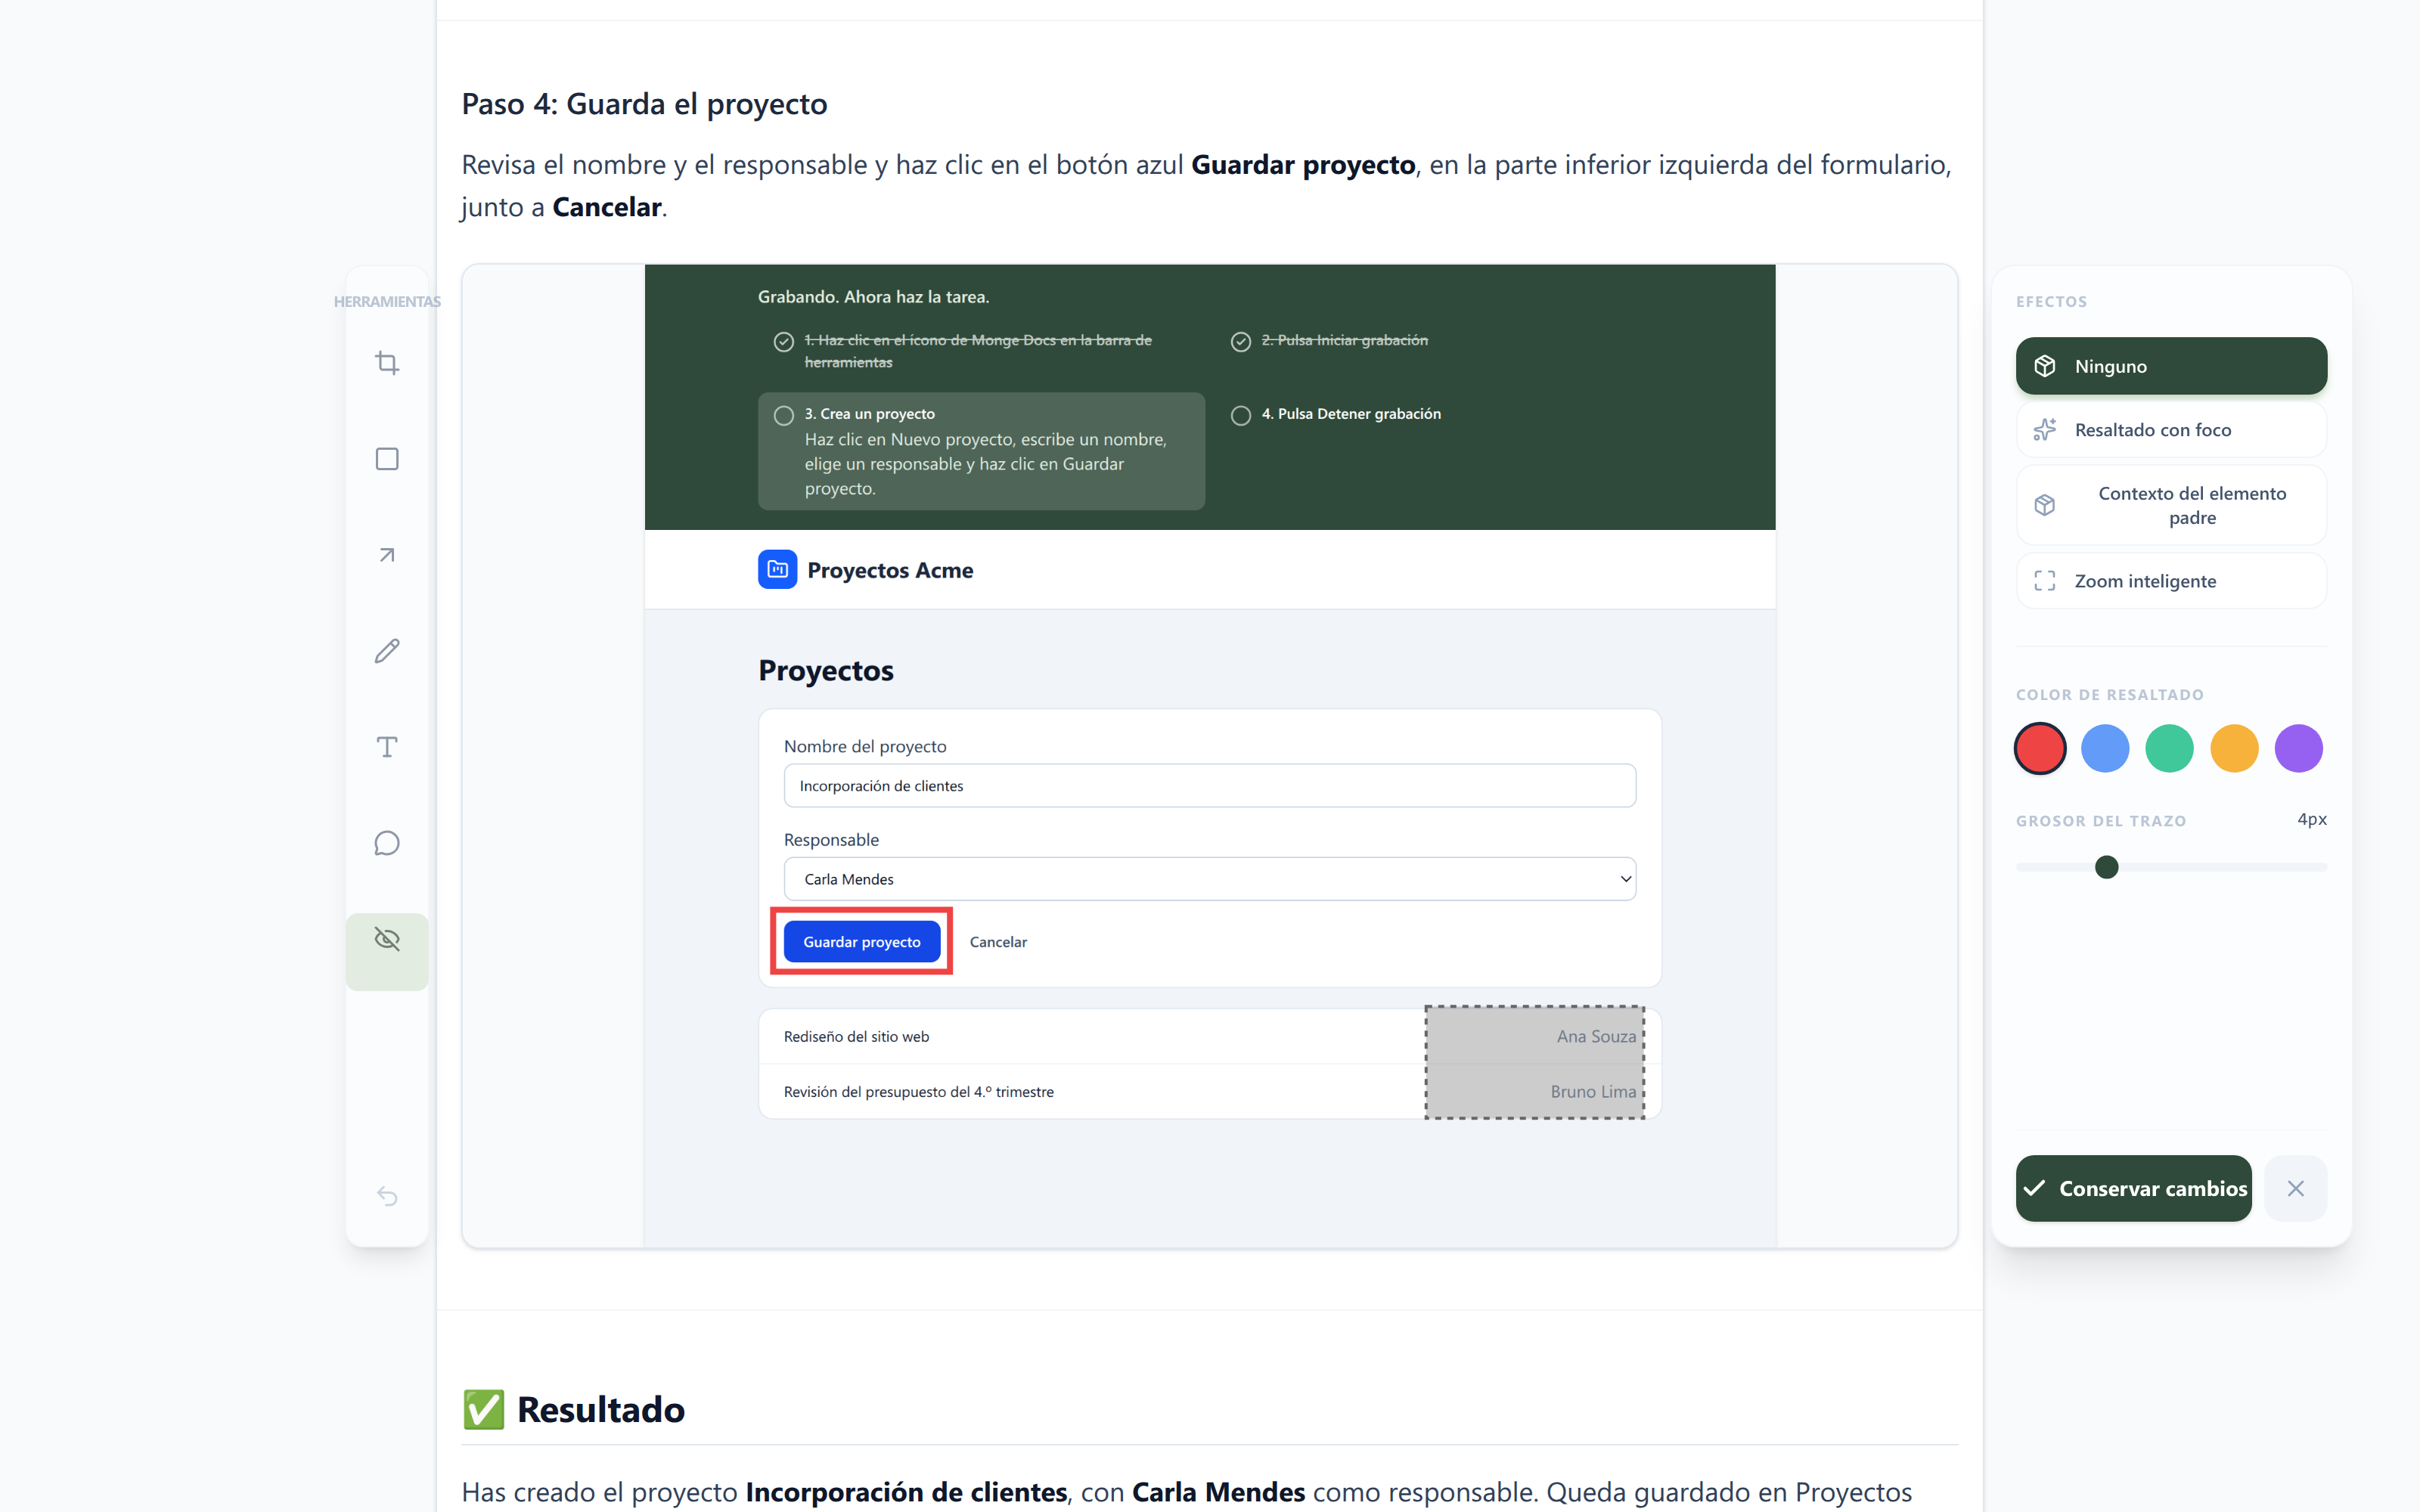 Paso 4: Guarda el proyecto
Revisa el nombre y el responsable y haz clic en el botón azul Guardar proyecto, en la parte inferior izquierda del formulario,
junto a Cancelar.
HERRAMIENTAS
Grabando. Ahora haz la tarea.
1. Haz clic en el ícono de Monge Docs en la barra de
herramientas
2. Pulsa Iniciar grabación
3. Crea un proyecto
Haz clic en Nuevo proyecto, escribe un nombre,
elige un responsable y haz clic en Guardar
proyecto.
4. Pulsa Detener grabación
Proyectos Acme
Proyectos
Nombre del proyecto
Incorporación de clientes
Responsable
Carla Mendes
Guardar proyecto
Cancelar
Rediseño del sitio web
Ana Souza
Revisión del presupuesto del 4.º trimestre
Bruno Lima
EFECTOS
Ninguno
Resaltado con foco
Contexto del elemento
padre
Zoom inteligente
COLOR DE RESALTADO
GROSOR DEL TRAZO
4px
Conservar cambios
✅ Resultado
Has creado el proyecto Incorporación de clientes, con Carla Mendes como responsable. Queda guardado en Proyectos